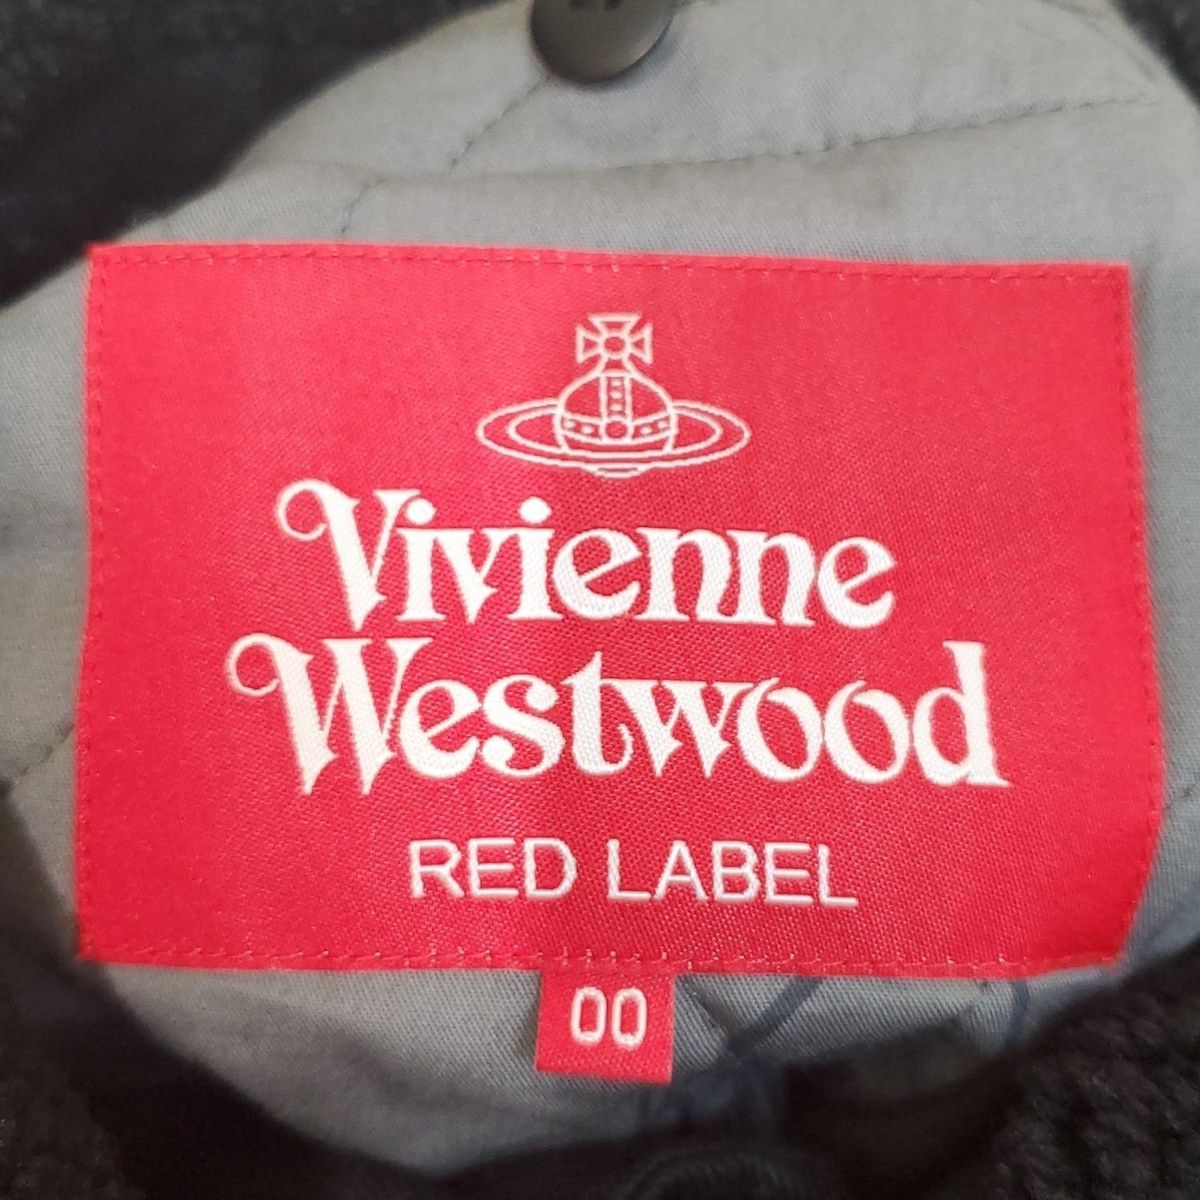 Vivienne
Westwood
RED LABEL
00